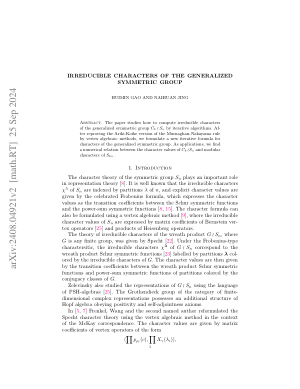 arXiv:2408.04921v2 [math.RT] 25 Sep 2024
IRREDUCIBLE CHARACTERS OF THE GENERALIZED
SYMMETRIC GROUP
HUIMIN GAO AND NAIHUAN JING
Abstract. The paper studies how to compute irreducible characters
of the generalized symmetric group C_k ≀ S_n by iterative algorithms. After
reproving the Ariki-Koike version of the Murnaghan-Nakayama rule
by vertex algebraic methods, we formulate a new iterative formula for
characters of the generalized symmetric group. As applications, we find
a numerical relation between the character values of C_k ≀ S_n and modular
characters of S_kn.
1. Introduction
The character theory of the symmetric group S_n plays an important role
in representation theory [9]. It is well known that the irreducible characters
χ^λ of S_n are indexed by partitions λ of n, and explicit character values are
given by the celebrated Frobenius formula, which expresses the character
values as the transition coefficients between the Schur symmetric functions
and the power-sum symmetric functions [8, 15]. The character formula can
also be formulated using a vertex algebraic method [9], where the irreducible
character values of S_n are expressed by matrix coefficients of Bernstein vertex
operators [25] and products of Heisenberg operators.
The theory of irreducible characters of the wreath product G ≀ S_n, where
G is any finite group, was given by Specht [22]. Under the Frobenius-type
characteristic, the irreducible characters χ^λ of G ≀ S_n correspond to the
wreath product Schur symmetric functions [23] labelled by partitions λ colored
by the irreducible characters of G. The character values are then given
by the transition coefficients between the wreath product Schur symmetric
functions and power-sum symmetric functions of partitions colored by the
conjugacy classes of G.
Zelevinsky also studied the representations of G ≀ S_n using the language
of PSH-algebras [25]. The Grothendieck group of the category of finite
dimensional complex representations possesses an additional structure of
Hopf algebra obeying positivity and self-adjointness axioms.
In [5, 7] Frenkel, Wang and the second named author reformulated the
Specht character theory using the vertex algebraic method in the context
of the McKay correspondence. The character values are given by matrix
coefficients of vertex operators of the form